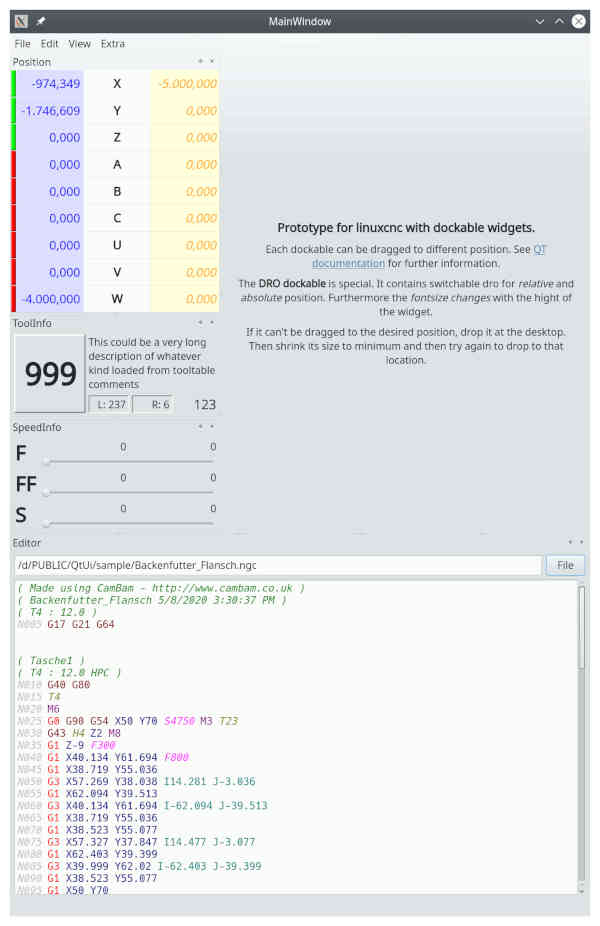 MainWindow
File Edit View Extra
Position
-974,349 X -5.000,000
-1.746,609 Y 0,000
0,000 Z 0,000
0,000 A 0,000
0,000 B 0,000
0,000 C 0,000
0,000 U 0,000
0,000 V 0,000
-4.000,000 W 0,000
Prototype for linuxcnc with dockable widgets.
Each dockable can be dragged to different position. See QT
documentation for further information.
The DRO dockable is special. It contains switchable dro for relative and
absolute position. Furthermore the fontsize changes with the hight of
the widget.
If it can't be dragged to the desired position, drop it at the desktop.
Then shrink its size to minimum and then try again to drop to that
location.
ToolInfo
999
This could be a very long
description of whatever
kind loaded from tooltable
comments
L: 237 R: 6 123
SpeedInfo
F 0 0
FF 0 0
S 0 0
Editor
/d/PUBLIC/QtUi/sample/Backenfutter_Flansch.ngc File
( Made using CamBam - http://www.cambam.co.uk )
( Backenfutter_Flansch 5/8/2020 3:30:37 PM )
( T4 : 12.0 )
N005 G17 G21 G64
( Tasche1 )
( T4 : 12.0 HPC )
N010 G40 G80
N015 T4
N020 M6
N025 G0 G90 G54 X50 Y70 S4750 M3 T23
N030 G43 H4 Z2 M8
N035 G1 Z-9 F300
N040 G1 X40.134 Y61.694 F800
N045 G1 X38.719 Y55.036
N050 G3 X57.269 Y38.038 I14.281 J-3.036
N055 G1 X62.094 Y39.513
N060 G3 X40.134 Y61.694 I-62.094 J-39.513
N065 G1 X38.719 Y55.036
N070 G1 X38.523 Y55.077
N075 G3 X57.327 Y37.847 I14.477 J-3.077
N080 G1 X62.403 Y39.399
N085 G3 X39.999 Y62.02 I-62.403 J-39.399
N090 G1 X38.523 Y55.077
N095 G1 X50 Y70